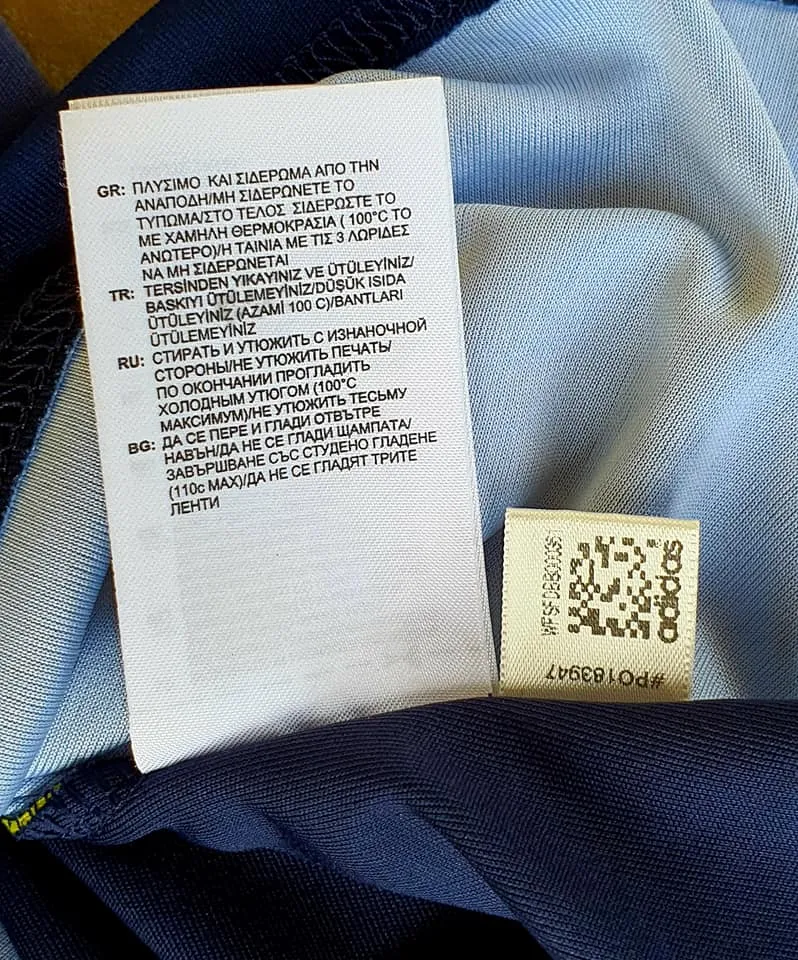 GR: ΠΛΥΣΙΜΟ ΚΑΙ ΣΙΔΕΡΩΜΑ ΑΠΟ ΤΗΝ
ΑΝΑΠΟΔΗ/ΜΗ ΣΙΔΕΡΩΝΕΤΕ ΤΟ
ΤΥΠΩΜΑ/ΣΤΟ ΤΕΛΟΣ ΣΙΔΕΡΩΣΤΕ ΤΟ
ΜΕ ΧΑΜΗΛΗ ΘΕΡΜΟΚΡΑΣΙΑ ( 100°C ΤΟ
ΑΝΩΤΕΡΟ)/Η ΤΑΙΝΙΑ ΜΕ ΤΙΣ 3 ΛΩΡΙΔΕΣ
ΝΑ ΜΗ ΣΙΔΕΡΩΝΕΤΑΙ
TR: TERSİNDEN YIKAYINIZ VE ÜTÜLEYİNİZ/
BASKIYI ÜTÜLEMEYİNİZ/DÜŞÜK ISIDA
ÜTÜLEYİNİZ (AZAMİ 100 C)/BANTLARI
ÜTÜLEMEYİNİZ
RU: СТИРАТЬ И УТЮЖИТЬ С ИЗНАНОЧНОЙ
СТОРОНЫ/НЕ УТЮЖИТЬ ПЕЧАТЬ/
ПО ОКОНЧАНИИ ПРОГЛАДИТЬ
ХОЛОДНЫМ УТЮГОМ (100°C
МАКСИМУМ)/НЕ УТЮЖИТЬ ТЕСЬМУ
BG: ДА СЕ ПЕРЕ И ГЛАДИ ОТВЪТРЕ
НАВЪН/ДА НЕ СЕ ГЛАДИ ЩАМПАТА/
ЗАВЪРШВАНЕ СЪС СТУДЕНО ГЛАДЕНЕ
(110c MAX)/ДА НЕ СЕ ГЛАДЯТ ТРИТЕ
ЛЕНТИ
adidas
#PO183947